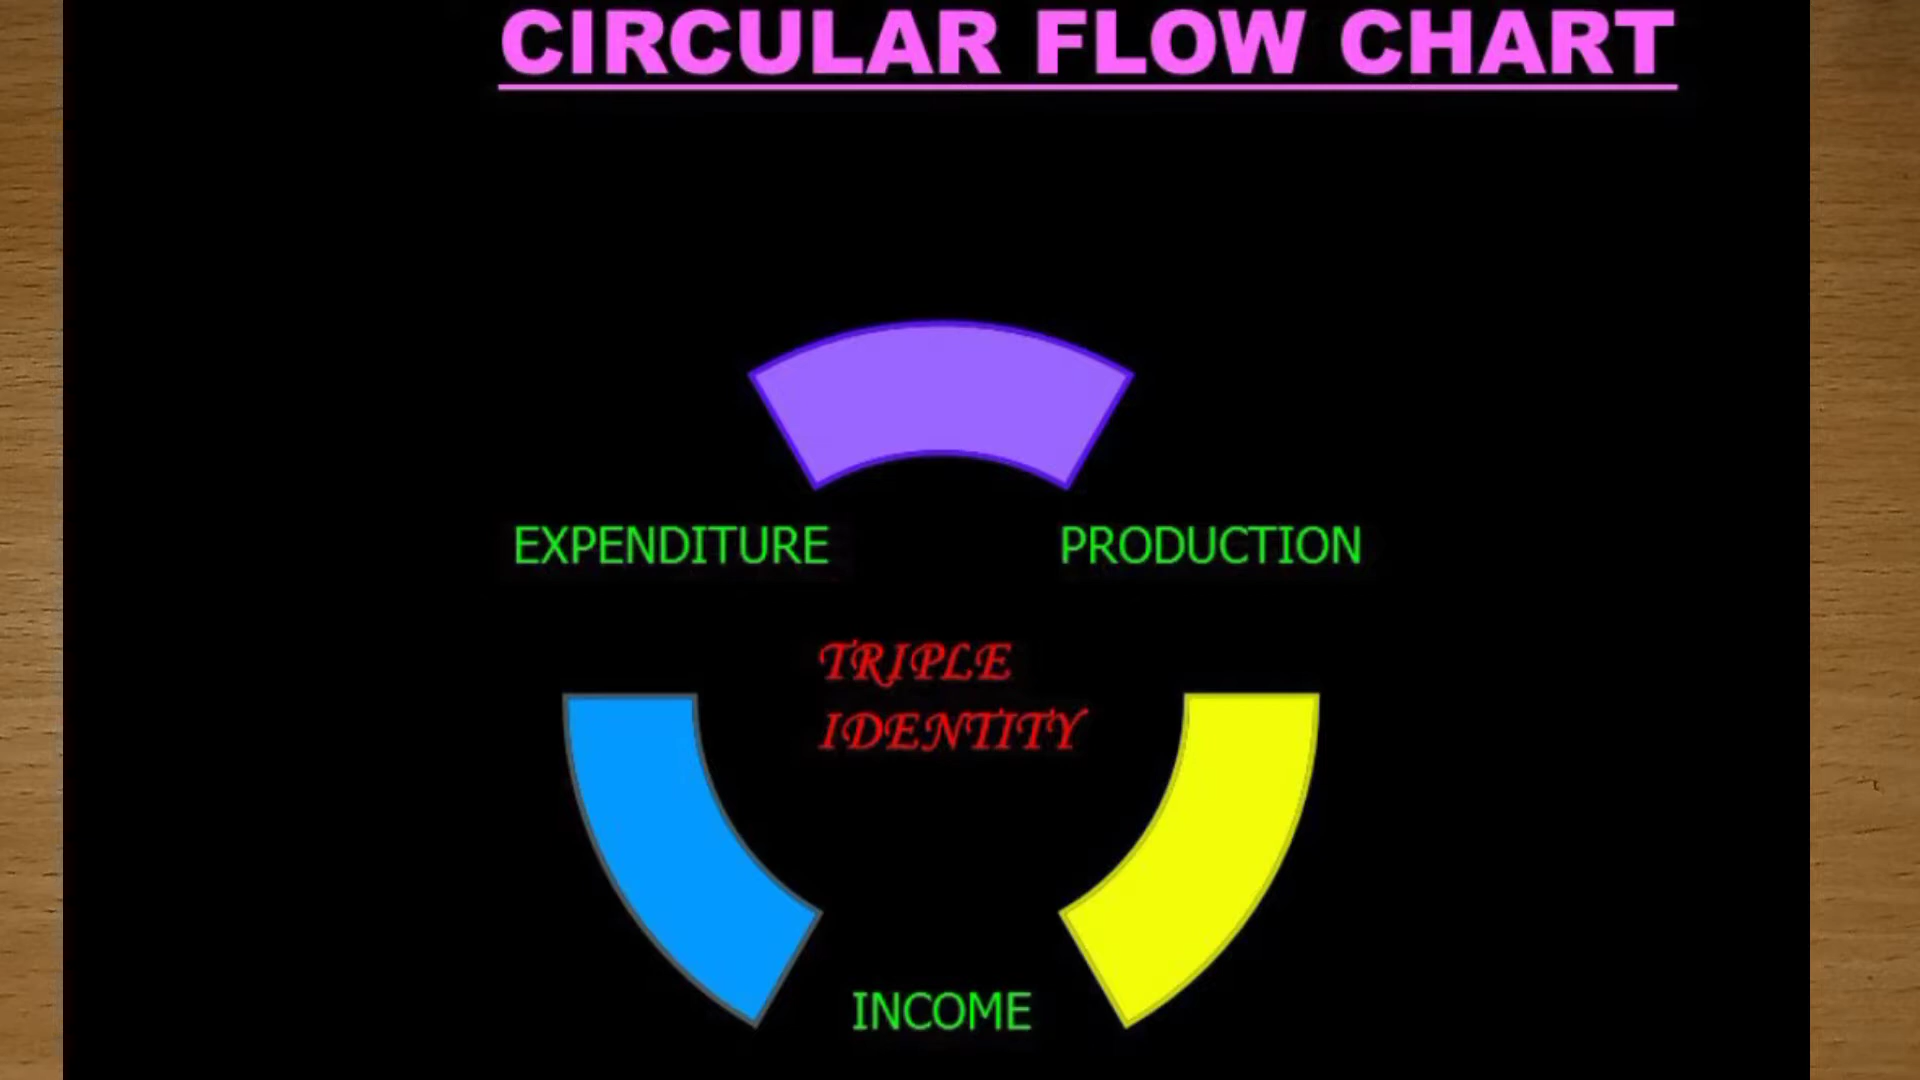 CIRCULAR FLOW CHART
EXPENDITURE
PRODUCTION
TRIPLE
IDENTITY
INCOME